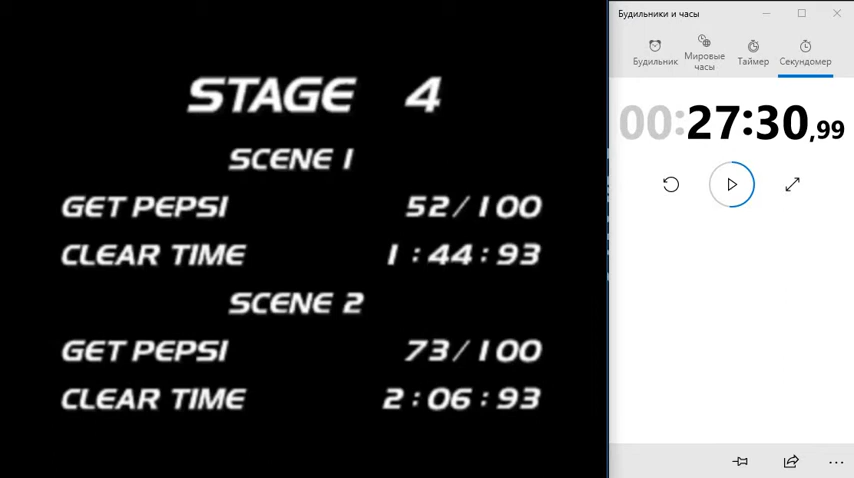 STAGE 4
SCENE 1
GET PEPSI 52/100
CLEAR TIME 1:44:93
SCENE 2
GET PEPSI 73/100
CLEAR TIME 2:06:93
Будильники и часы
Будильник
Мировые
часы
Таймер
Секундомер
00:27:30,99